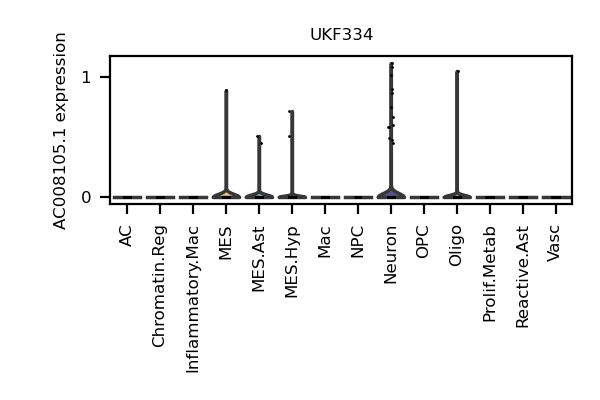 UKF334
AC008105.1 expression
1
0
AC
Chromatin.Reg
Inflammatory.Mac
MES
MES.Ast
MES.Hyp
Mac
NPC
Neuron
OPC
Oligo
Prolif.Metab
Reactive.Ast
Vasc